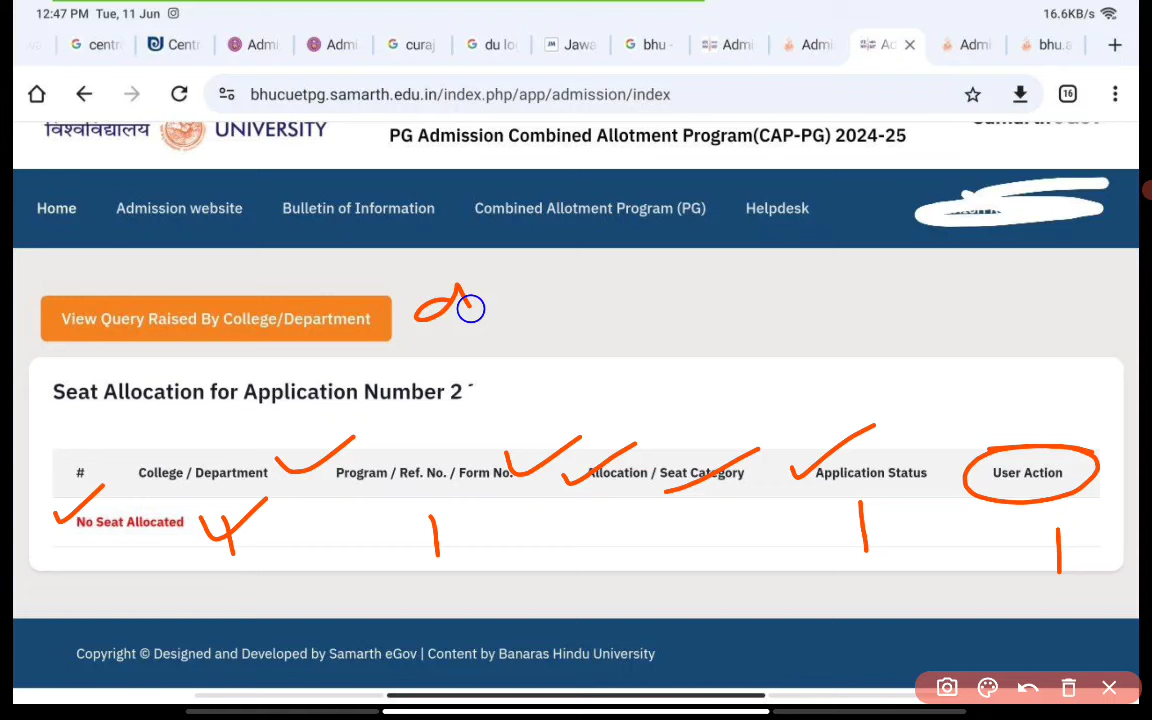 12:47 PM Tue, 11 Jun 16.6KB/s
centr Centr Admi Admi curaj du lo Jawa bhu - Admi Admi Ac Admi bhu.a
bhucuetpg.samarth.edu.in/index.php/app/admission/index 16
विश्वविद्यालय UNIVERSITY
PG Admission Combined Allotment Program(CAP-PG) 2024-25
Home Admission website Bulletin of Information Combined Allotment Program (PG) Helpdesk
View Query Raised By College/Department
Seat Allocation for Application Number 2
# College / Department Program / Ref. No. / Form No. Allocation / Seat Category Application Status User Action
No Seat Allocated
Copyright © Designed and Developed by Samarth eGov | Content by Banaras Hindu University